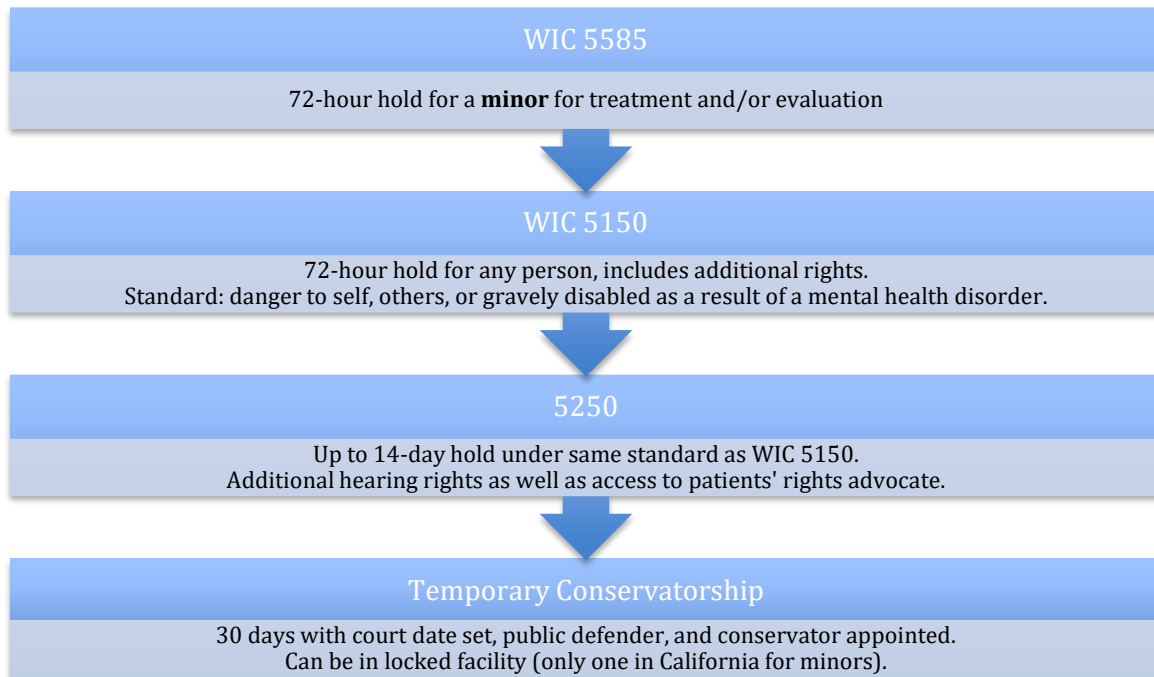 WIC 5585
72-hour hold for a minor for treatment and/or evaluation
WIC 5150
72-hour hold for any person, includes additional rights.
Standard: danger to self, others, or gravely disabled as a result of a mental health disorder.
5250
Up to 14-day hold under same standard as WIC 5150.
Additional hearing rights as well as access to patients' rights advocate.
Temporary Conservatorship
30 days with court date set, public defender, and conservator appointed.
Can be in locked facility (only one in California for minors).